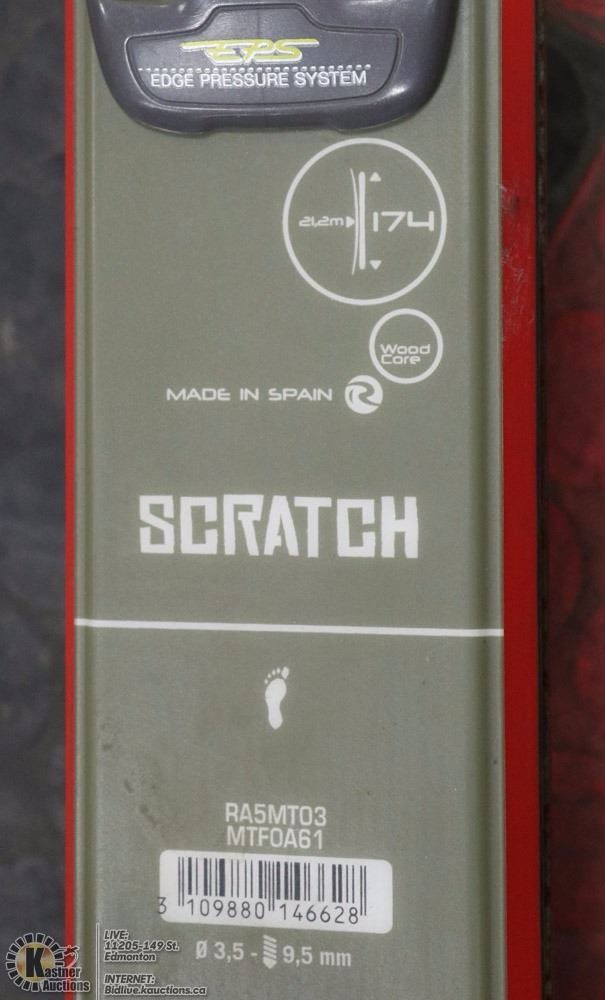 EPS
EDGE PRESSURE SYSTEM
21,2m 174
Wood
Core
MADE IN SPAIN
SCRATCH
RA5MT03
MTFOA61
3 109880 146628
Ø 3,5 - 9,5 mm
LIVE:
11205-149 St.
Edmonton
INTERNET:
Bidlive.kauctions.ca
Kastner
Auctions